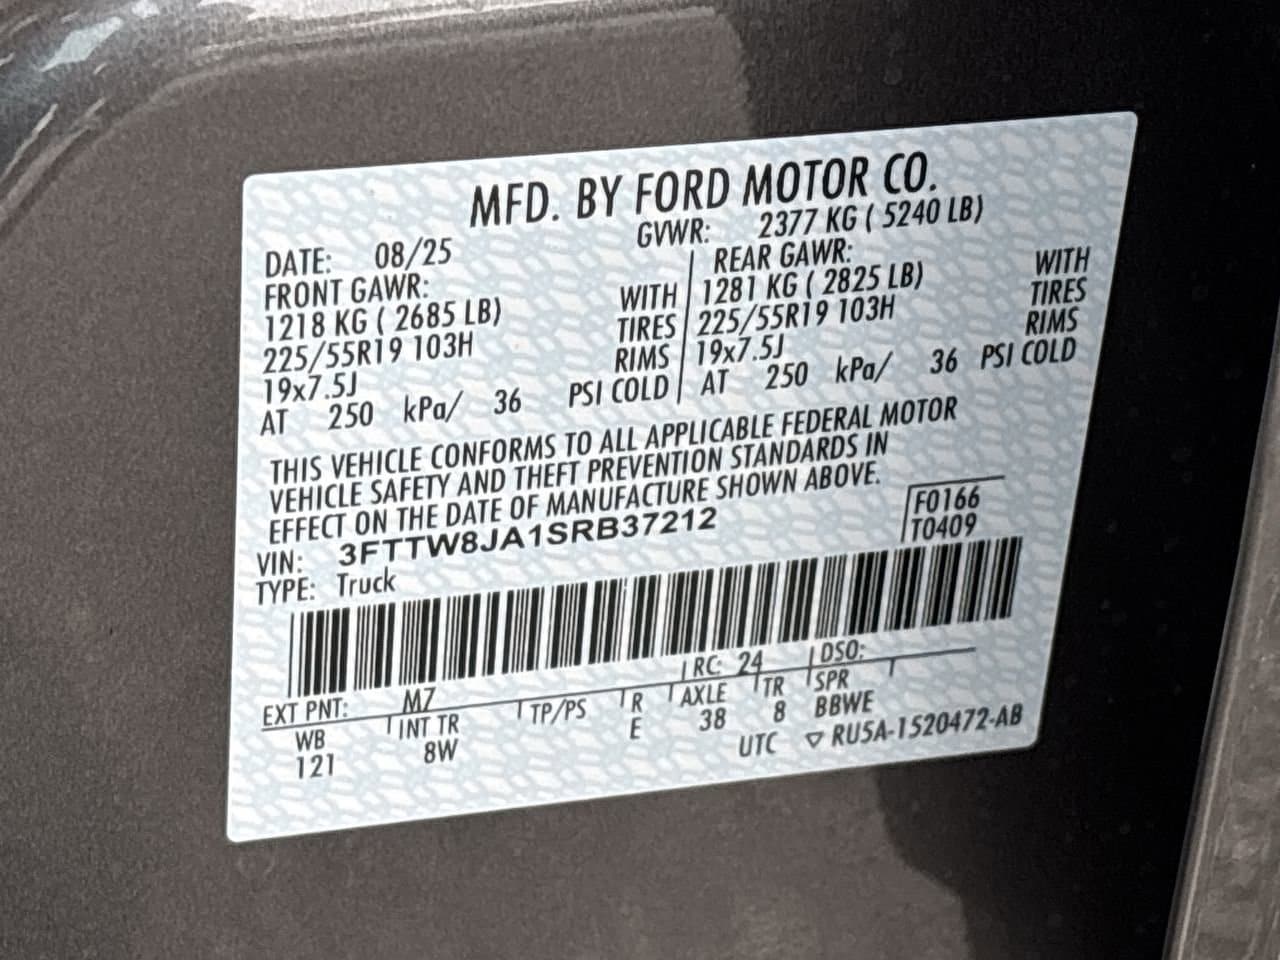 MFD. BY FORD MOTOR CO.
DATE: 08/25 GVWR: 2377 KG ( 5240 LB)
FRONT GAWR: REAR GAWR:
1218 KG ( 2685 LB) WITH 1281 KG ( 2825 LB) WITH
225/55R19 103H TIRES 225/55R19 103H TIRES
19x7.5J RIMS 19x7.5J RIMS
AT 250 kPa/ 36 PSI COLD AT 250 kPa/ 36 PSI COLD
THIS VEHICLE CONFORMS TO ALL APPLICABLE FEDERAL MOTOR
VEHICLE SAFETY AND THEFT PREVENTION STANDARDS IN
EFFECT ON THE DATE OF MANUFACTURE SHOWN ABOVE.
VIN: 3FTTW8JA1SRB37212 F0166
TYPE: Truck T0409
EXT PNT: M7 RC: 24 DSO:
WB INT TR TP/PS R AXLE TR SPR
121 8W E 38 8 BBWE
UTC ▽ RU5A-1520472-AB